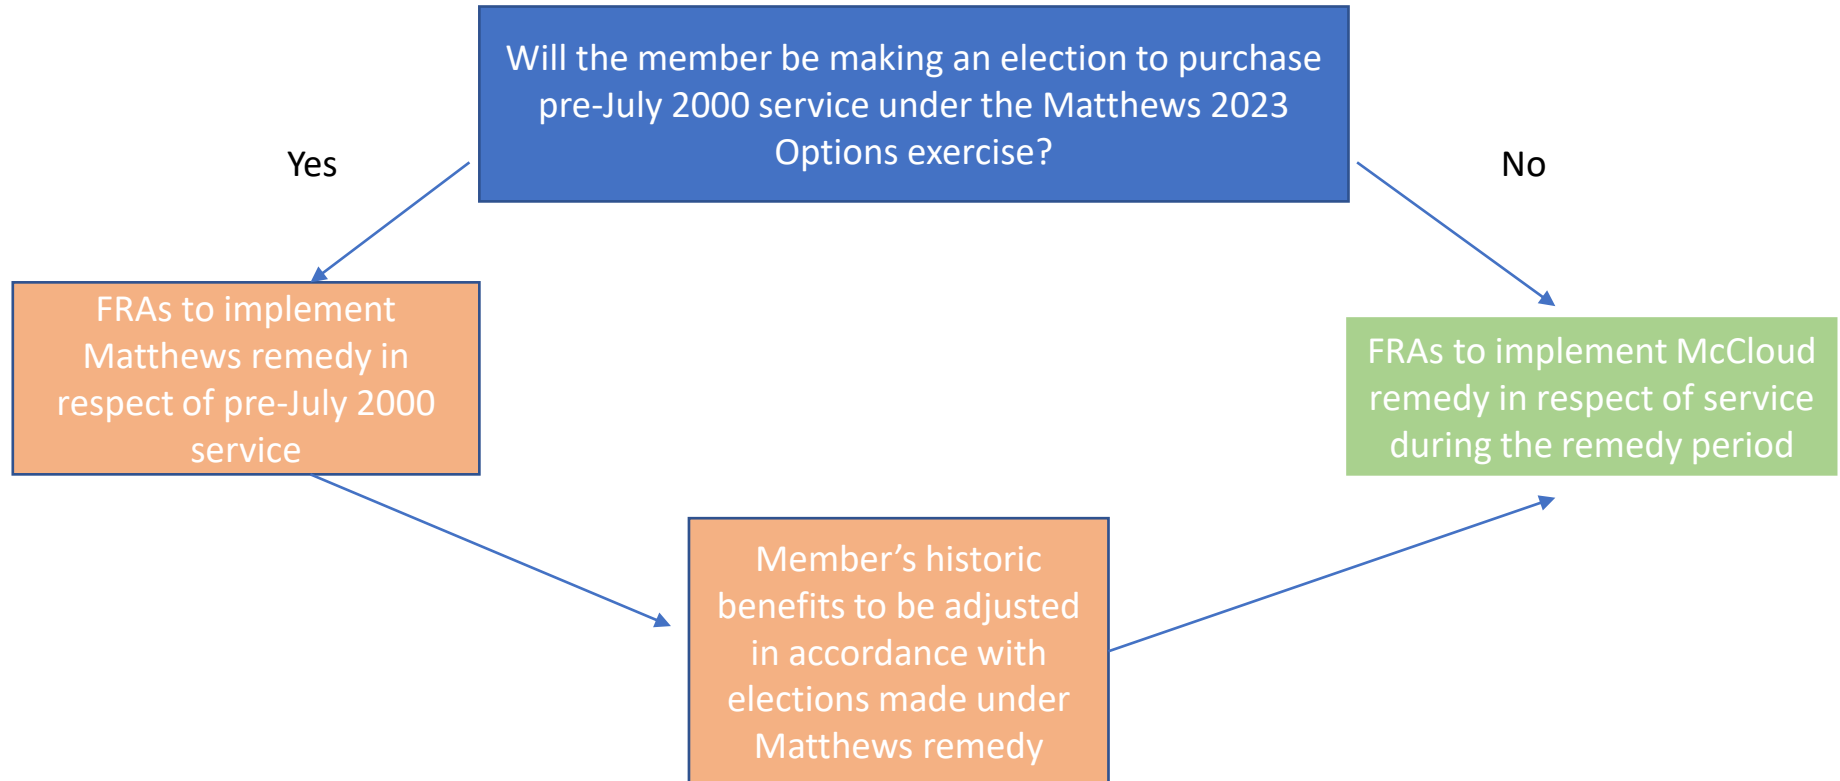 Will the member be making an election to purchase
pre-July 2000 service under the Matthews 2023
Options exercise?
Yes
No
FRAs to implement
Matthews remedy in
respect of pre-July 2000
service
FRAs to implement McCloud
remedy in respect of service
during the remedy period
Member’s historic
benefits to be adjusted
in accordance with
elections made under
Matthews remedy